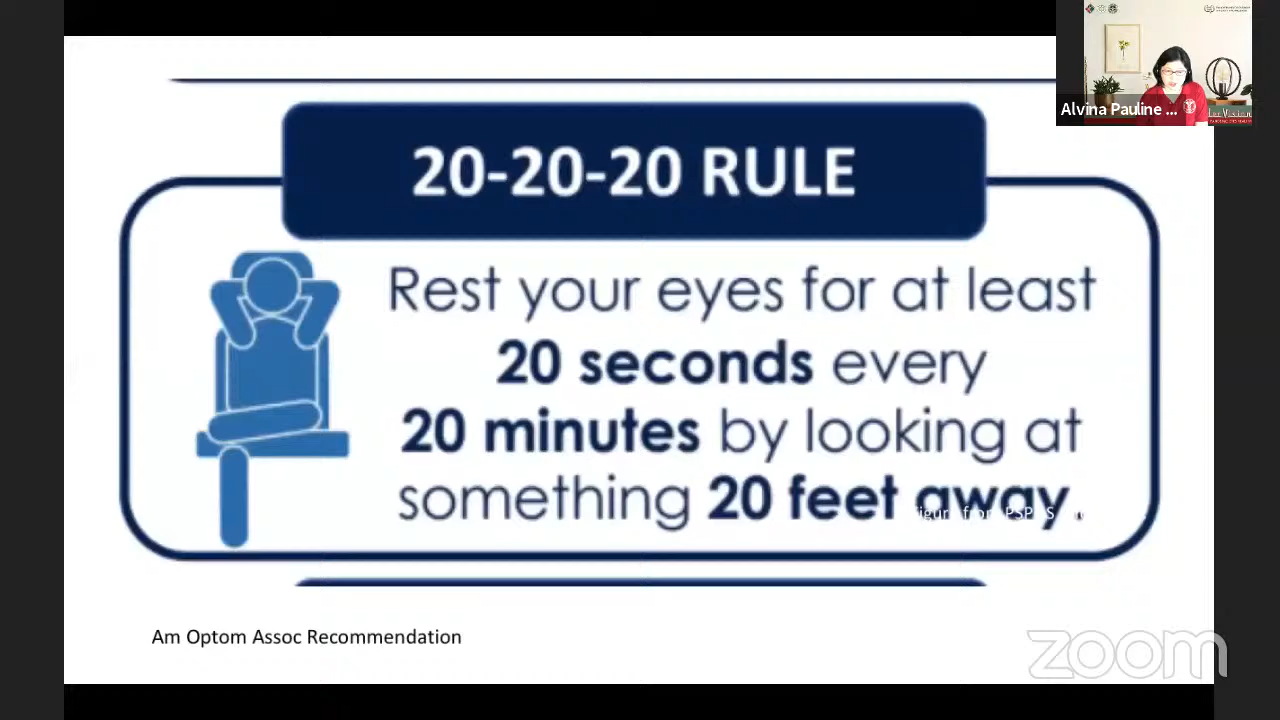 Alvina Pauline ...
20-20-20 RULE
Rest your eyes for at least
20 seconds every
20 minutes by looking at
something 20 feet away.
Am Optom Assoc Recommendation
zoom